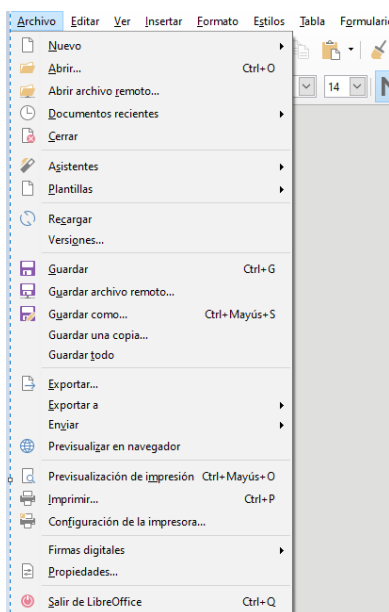 Archivo Editar Ver Insertar Formato Estilos Tabla Formulario
Nuevo
Abrir... Ctrl+O
Abrir archivo remoto...
14 N
Documentos recientes
Cerrar
Asistentes
Plantillas
Recargar
Versiones...
Guardar Ctrl+G
Guardar archivo remoto...
Guardar como... Ctrl+Mayús+S
Guardar una copia...
Guardar todo
Exportar...
Exportar a
Enviar
Previsualizar en navegador
Previsualización de impresión Ctrl+Mayús+O
Imprimir... Ctrl+P
Configuración de la impresora...
Firmas digitales
Propiedades...
Salir de LibreOffice Ctrl+Q